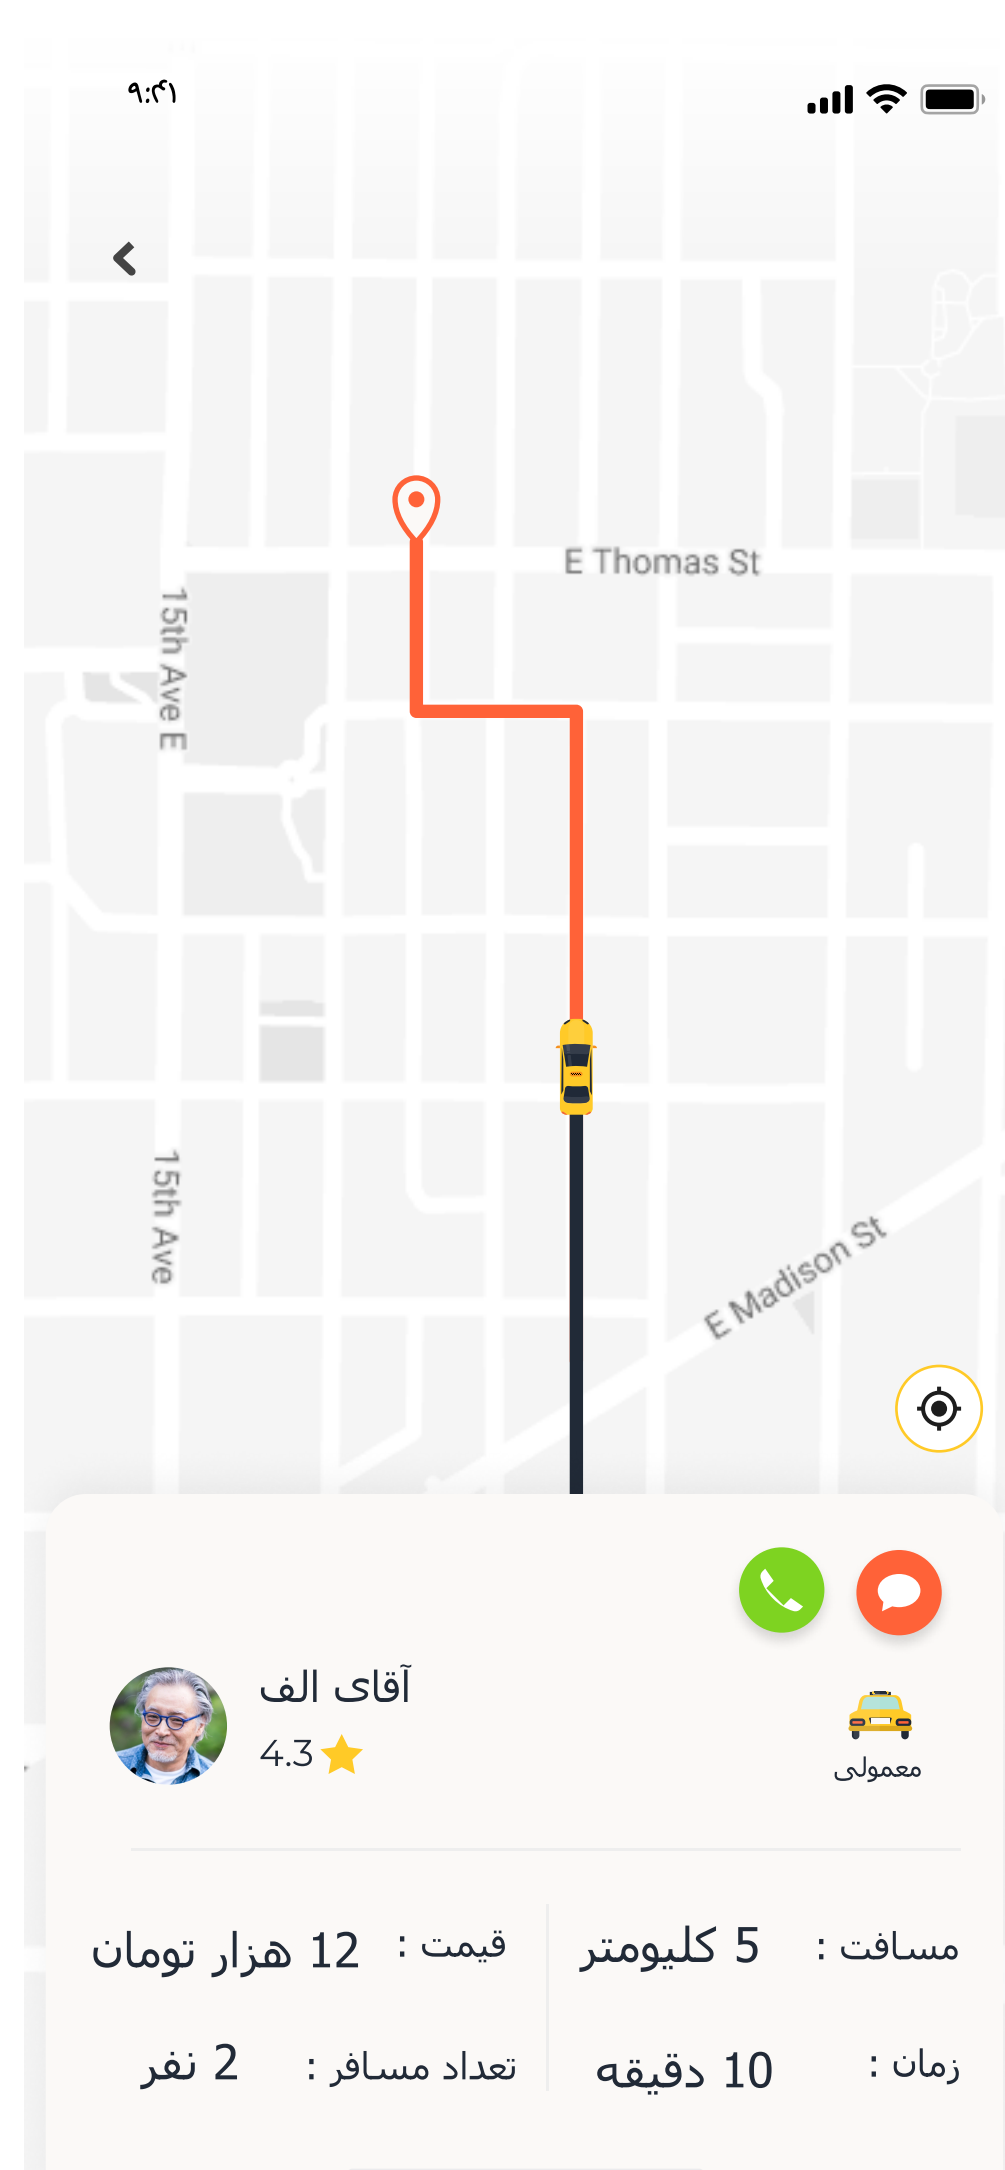 ۹:۴۱
E Thomas St
15th Ave E
15th Ave
E Madison St
آقای الف
4.3
معمولی
مسافت : 5 کلیومتر
قیمت : 12 هزار تومان
زمان : 10 دقیقه
تعداد مسافر : 2 نفر